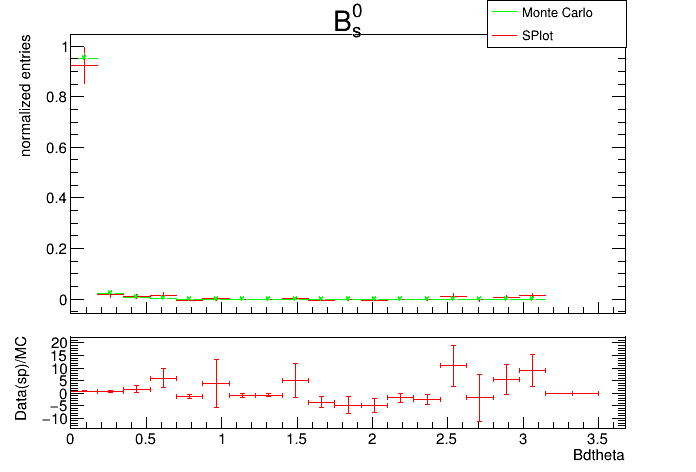 B_s^0
Monte Carlo
SPlot
normalized entries
1
0.8
0.6
0.4
0.2
0
Data(sp)/MC
20
15
10
5
0
−5
−10
0 0.5 1 1.5 2 2.5 3 3.5
Bdtheta